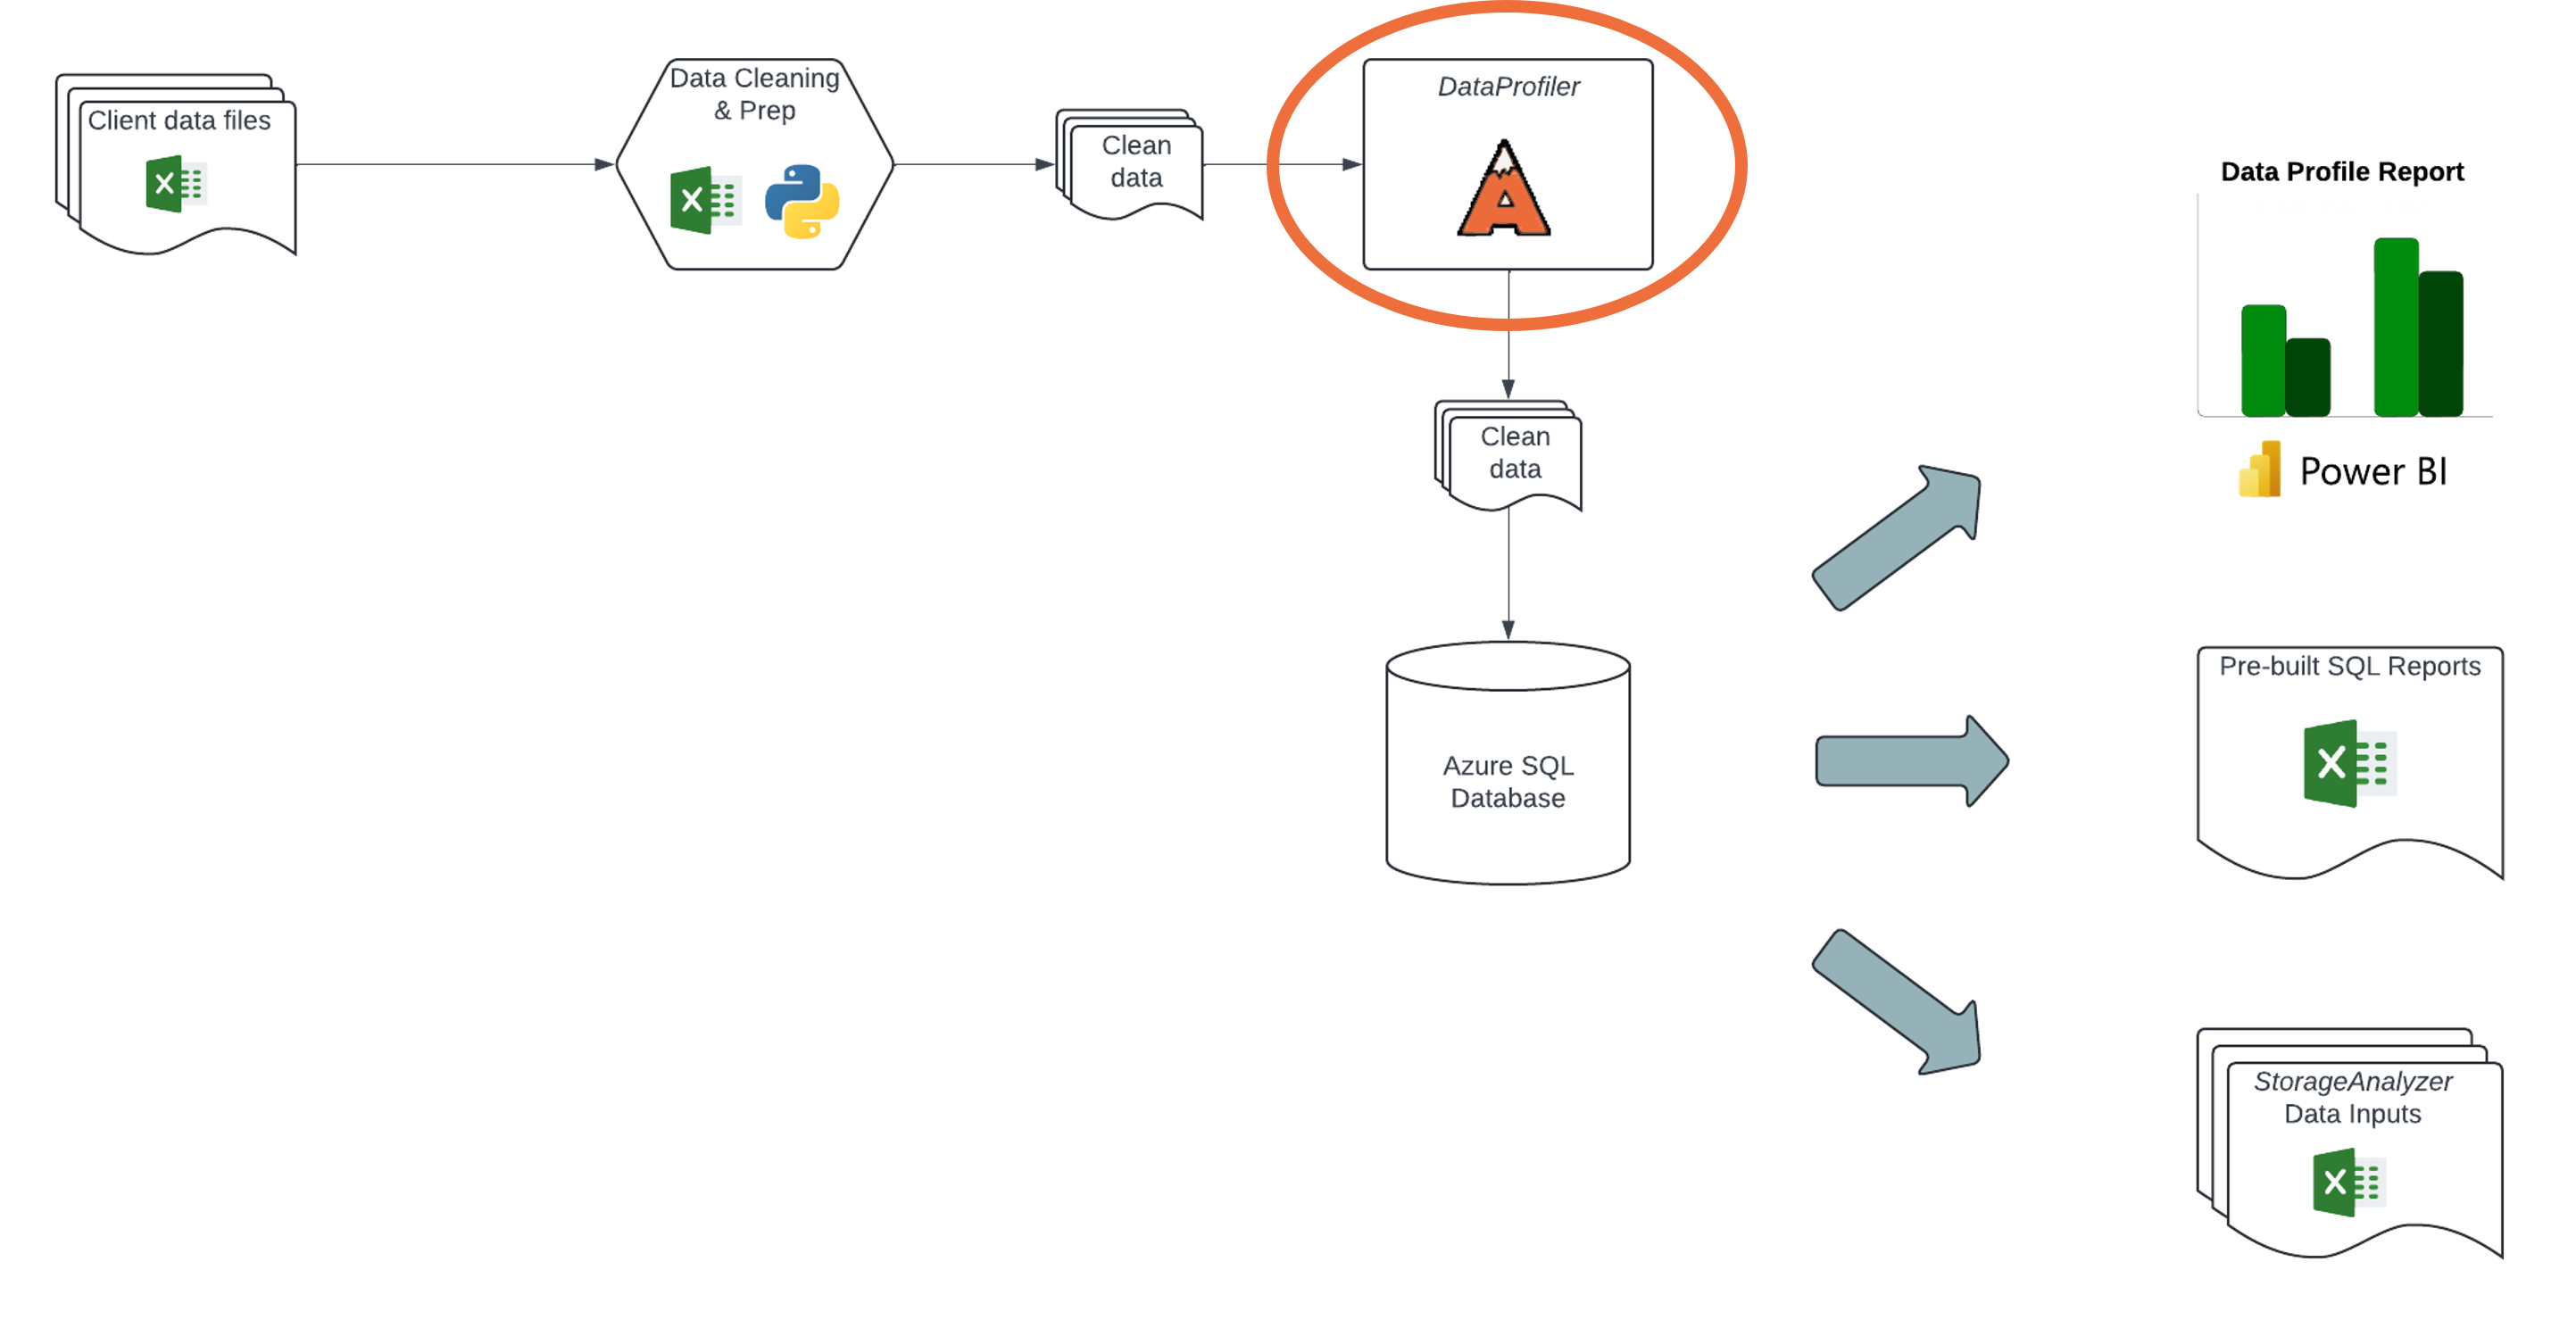 Client data files
Data Cleaning
& Prep
Clean
data
DataProfiler
A
Clean
data
Azure SQL
Database
Data Profile Report
Power BI
Pre-built SQL Reports
X
StorageAnalyzer
Data Inputs
X